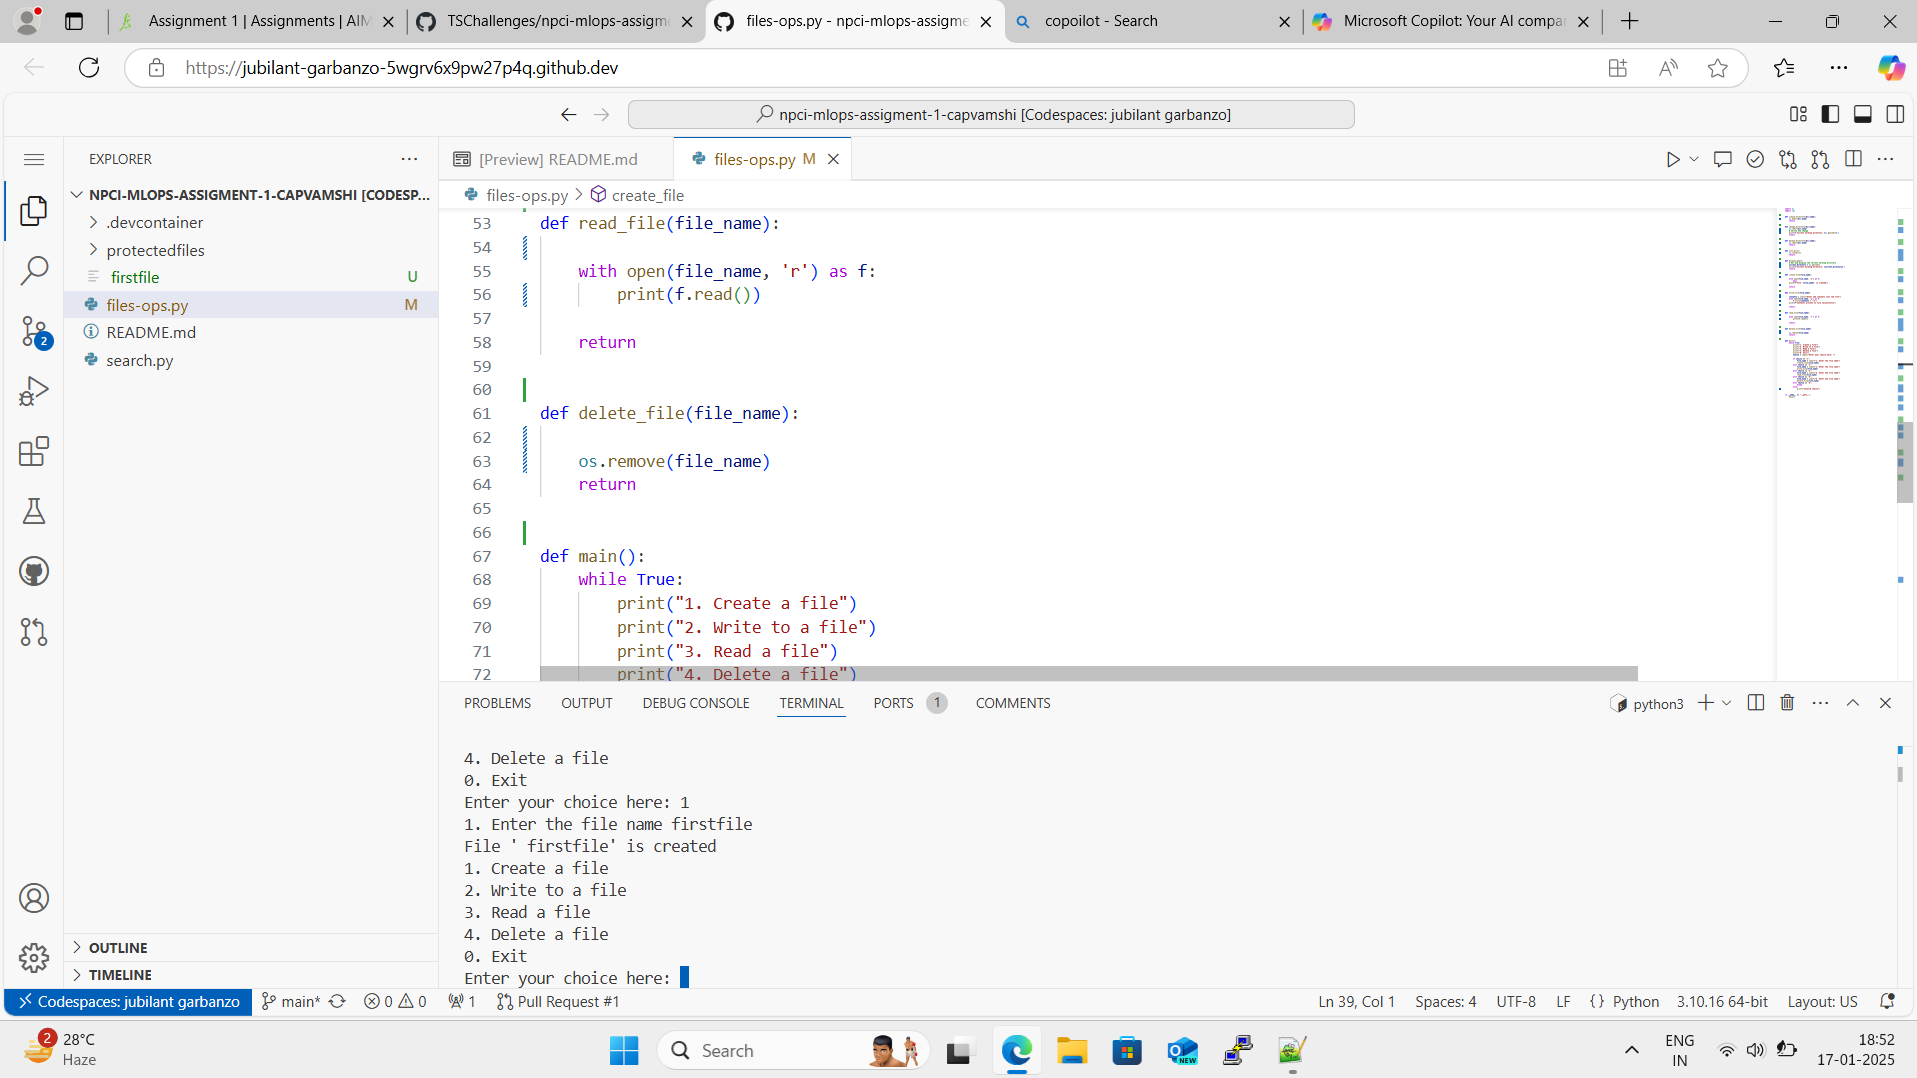 Assignment 1 | Assignments | AIM
TSChallenges/npci-mlops-assigme
files-ops.py - npci-mlops-assigme
copoilot - Search
Microsoft Copilot: Your AI compa
https://jubilant-garbanzo-5wgrv6x9pw27p4q.github.dev
npci-mlops-assigment-1-capvamshi [Codespaces: jubilant garbanzo]
EXPLORER
NPCI-MLOPS-ASSIGMENT-1-CAPVAMSHI [CODESP...
.devcontainer
protectedfiles
firstfile U
files-ops.py M
README.md
search.py
2
OUTLINE
TIMELINE
[Preview] README.md
files-ops.py M
files-ops.py > create_file
53 def read_file(file_name):
54
55 with open(file_name, 'r') as f:
56 print(f.read())
57
58 return
59
60
61 def delete_file(file_name):
62
63 os.remove(file_name)
64 return
65
66
67 def main():
68 while True:
69 print("1. Create a file")
70 print("2. Write to a file")
71 print("3. Read a file")
72 print("4. Delete a file")
PROBLEMS OUTPUT DEBUG CONSOLE TERMINAL PORTS 1 COMMENTS
python3
4. Delete a file
0. Exit
Enter your choice here: 1
1. Enter the file name firstfile
File ' firstfile' is created
1. Create a file
2. Write to a file
3. Read a file
4. Delete a file
0. Exit
Enter your choice here:
Codespaces: jubilant garbanzo main* 0 0 1 Pull Request #1
Ln 39, Col 1 Spaces: 4 UTF-8 LF {} Python 3.10.16 64-bit Layout: US
2
28°C
Haze
Search
NEW
ENG
IN
18:52
17-01-2025